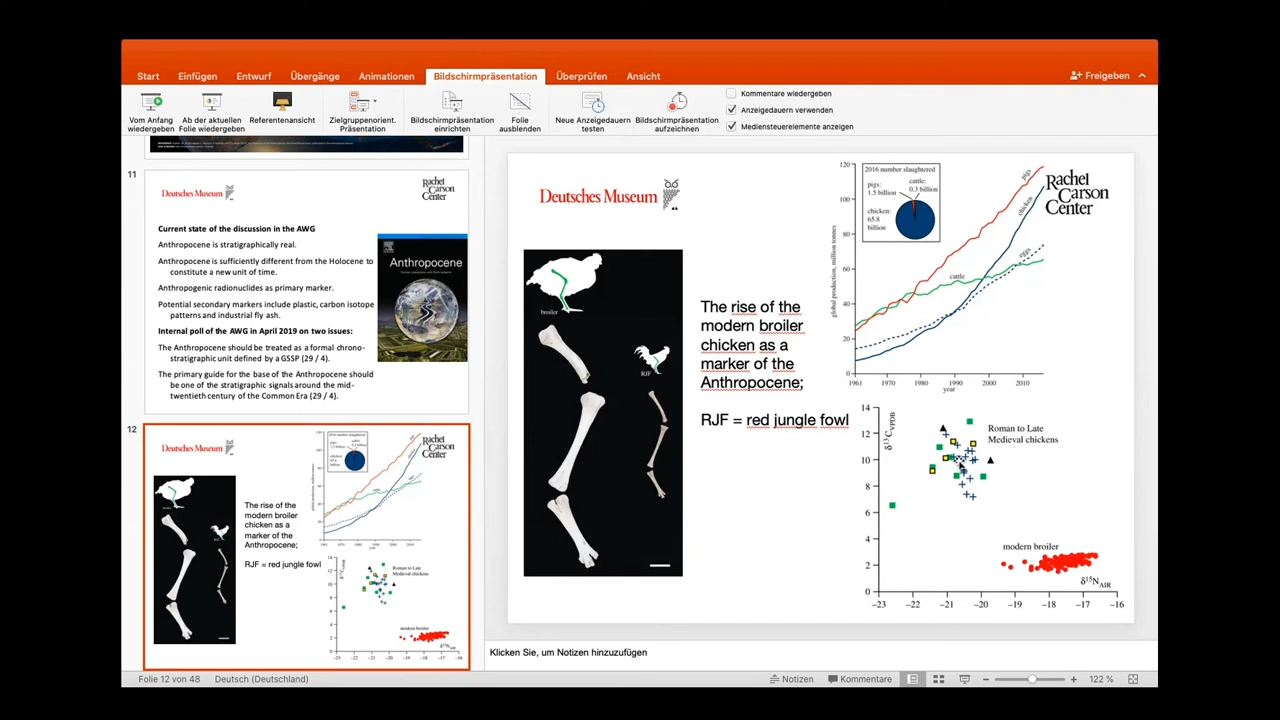 Start Einfügen Entwurf Übergänge Animationen Bildschirmpräsentation Überprüfen Ansicht Freigeben
Vom Anfang
wiedergeben
Ab der aktuellen
Folie wiedergeben
Referentenansicht
Zielgruppenorient.
Präsentation
Bildschirmpräsentation
einrichten
Folie
ausblenden
Neue Anzeigedauern
testen
Bildschirmpräsentation
aufzeichnen
Kommentare wiedergeben
Anzeigedauern verwenden
Mediensteuerelemente anzeigen
11
Deutsches Museum
Rachel
Carson
Center
Current state of the discussion in the AWG
Anthropocene is stratigraphically real.
Anthropocene is sufficiently different from the Holocene to
constitute a new unit of time.
Anthropogenic radionuclides as primary marker.
Potential secondary markers include plastic, carbon isotope
patterns and industrial fly ash.
Internal poll of the AWG in April 2019 on two issues:
The Anthropocene should be treated as a formal chrono-
stratigraphic unit defined by a GSSP (29 / 4).
The primary guide for the base of the Anthropocene should
be one of the stratigraphic signals around the mid-
twentieth century of the Common Era (29 / 4).
Anthropocene
12
Deutsches Museum
Rachel
Carson
Center
The rise of the
modern broiler
chicken as a
marker of the
Anthropocene;
RJF = red jungle fowl
Roman to Late
Medieval chickens
modern broiler
Deutsches Museum
Rachel
Carson
Center
broiler
RJF
The rise of the
modern broiler
chicken as a
marker of the
Anthropocene;
RJF = red jungle fowl
global production, million tonnes
120
100
80
60
40
20
0
1961 1970 1980 1990 2000 2010
year
2016 number slaughtered
pigs:
1.5 billion
cattle:
0.3 billion
chicken:
65.8
billion
pigs
chicken
eggs
cattle
δ¹³C VPDB
14
12
10
8
6
4
2
0
Roman to Late
Medieval chickens
modern broiler
δ¹⁵N AIR
−23 −22 −21 −20 −19 −18 −17 −16
Klicken Sie, um Notizen hinzuzufügen
Folie 12 von 48 Deutsch (Deutschland) Notizen Kommentare 122 %